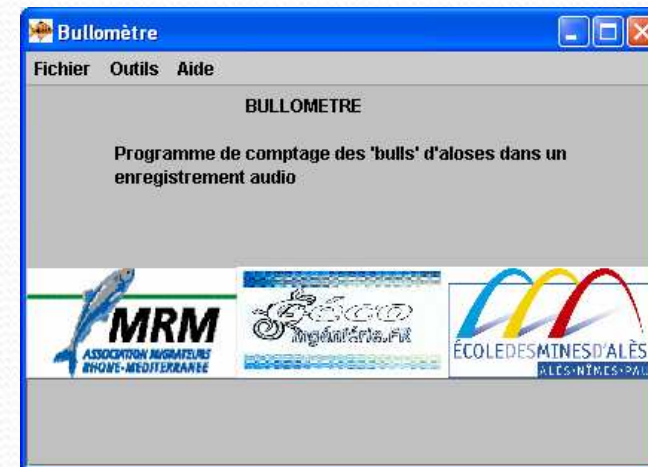 Bullomètre
Fichier Outils Aide
BULLOMETRE
Programme de comptage des 'bulls' d'aloses dans un
enregistrement audio
MRM
ASSOCIATION MIGRATEURS
RHONE-MEDITERRANEE
Géco
Ingénierie.FR
ÉCOLEDESMINESD'ALÈS
ALÈS•NÎMES•PAU